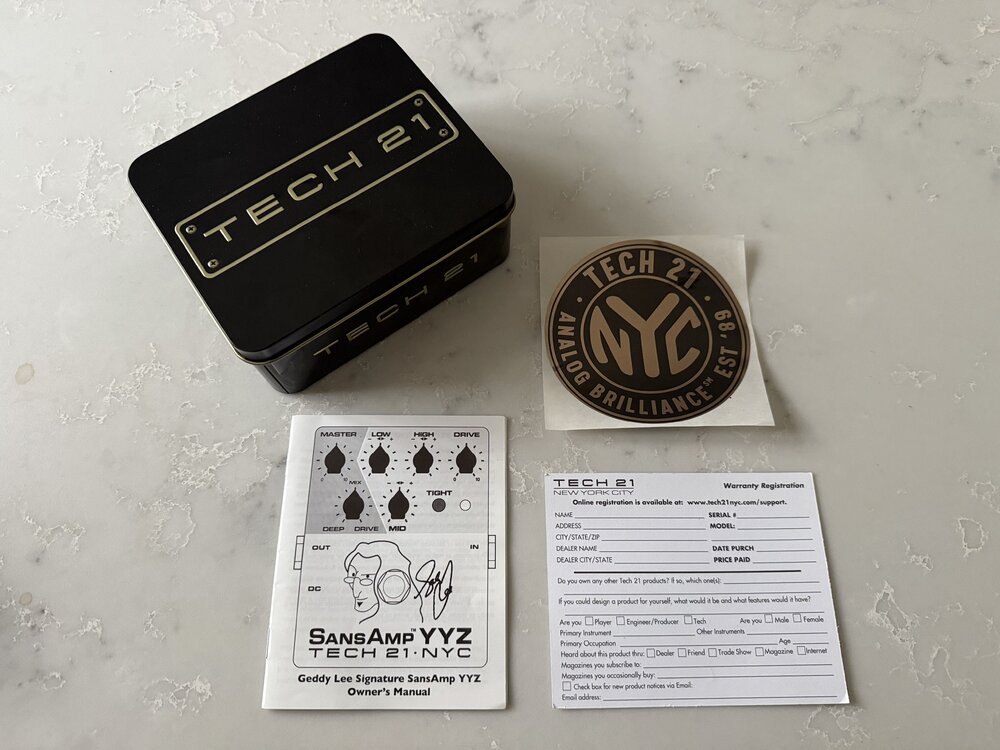 TECH 21
TECH 21
TECH 21
NYC
ANALOG BRILLIANCE℠ EST '89
MASTER LOW HIGH DRIVE
- +
- +
0 10
0 10
MIX
- +
TIGHT
DEEP DRIVE MID
OUT IN
DC
SANSAMP™ YYZ
TECH 21·NYC
Geddy Lee Signature SansAmp YYZ
Owner's Manual
TECH 21
NEW YORK CITY
Warranty Registration
Online registration is available at: www.tech21nyc.com/support.
NAME SERIAL #
ADDRESS MODEL:
CITY/STATE/ZIP
DEALER NAME DATE PURCH
DEALER CITY/STATE PRICE PAID
Do you own any other Tech 21 products? If so, which one(s):
If you could design a product for yourself, what would it be and what features would it have?
Are you Player Engineer/Producer Tech Are you Male Female
Primary Instrument Other Instruments
Primary Occupation Age
Heard about this product thru: Dealer Friend Trade Show Magazine Internet
Magazines you subscribe to:
Magazines you occasionally buy:
Check box for new product notices via Email:
Email address: